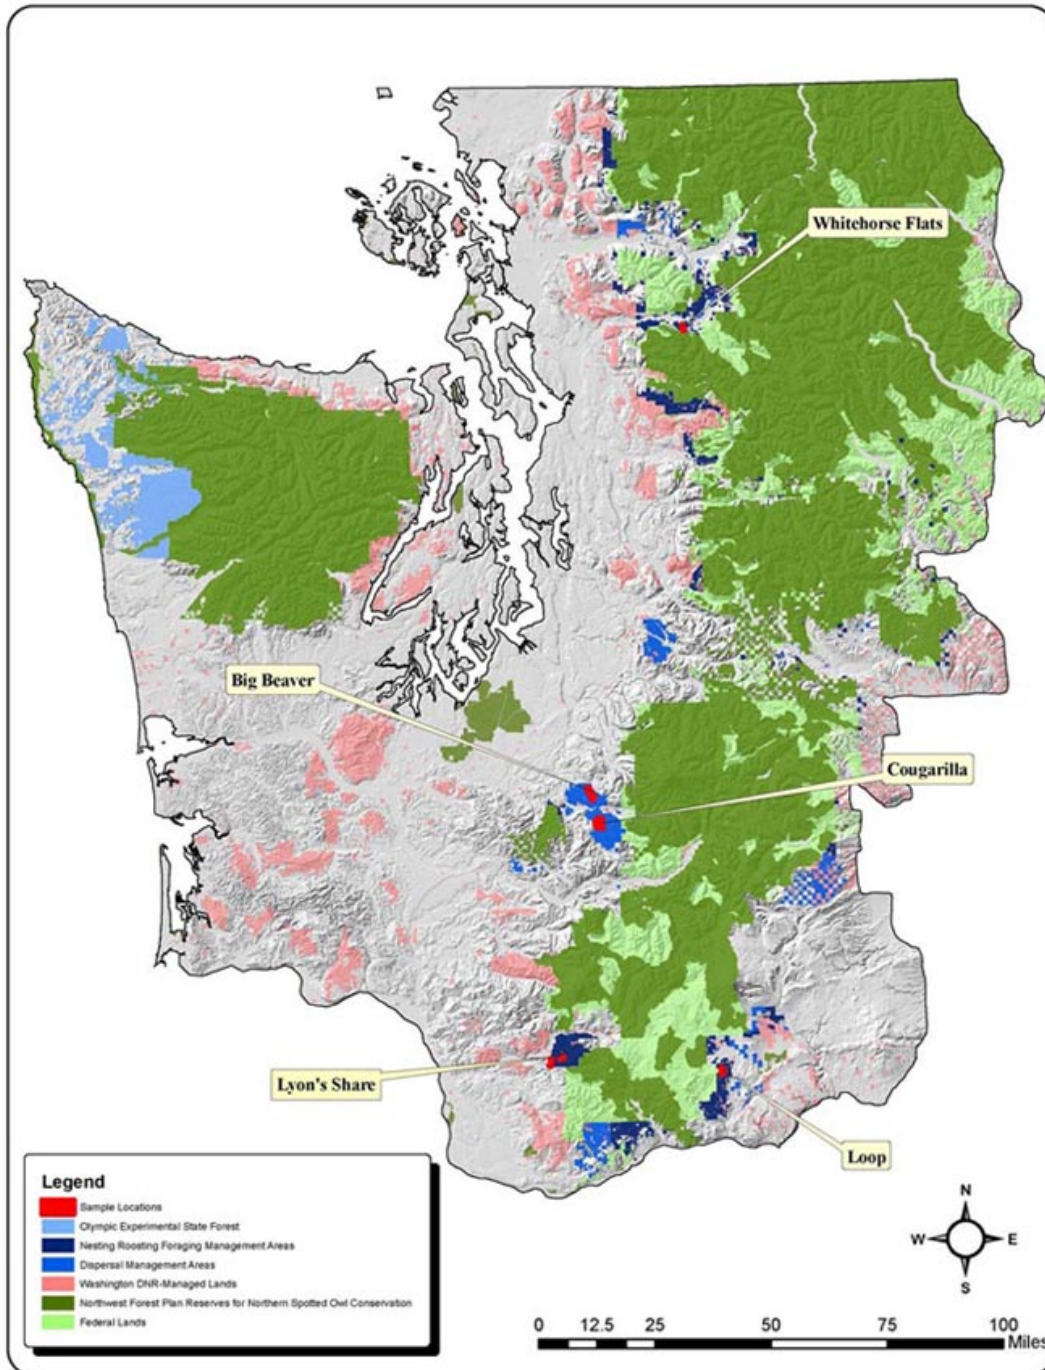 Whitehorse Flats
Big Beaver
Cougarilla
Lyon's Share
Loop
Legend
Sample Locations
Olympic Experimental State Forest
Nesting Roosting Foraging Management Areas
Dispersal Management Areas
Washington DNR-Managed Lands
Northwest Forest Plan Reserves for Northern Spotted Owl Conservation
Federal Lands
N
W E
S
0 12.5 25 50 75 100
Miles